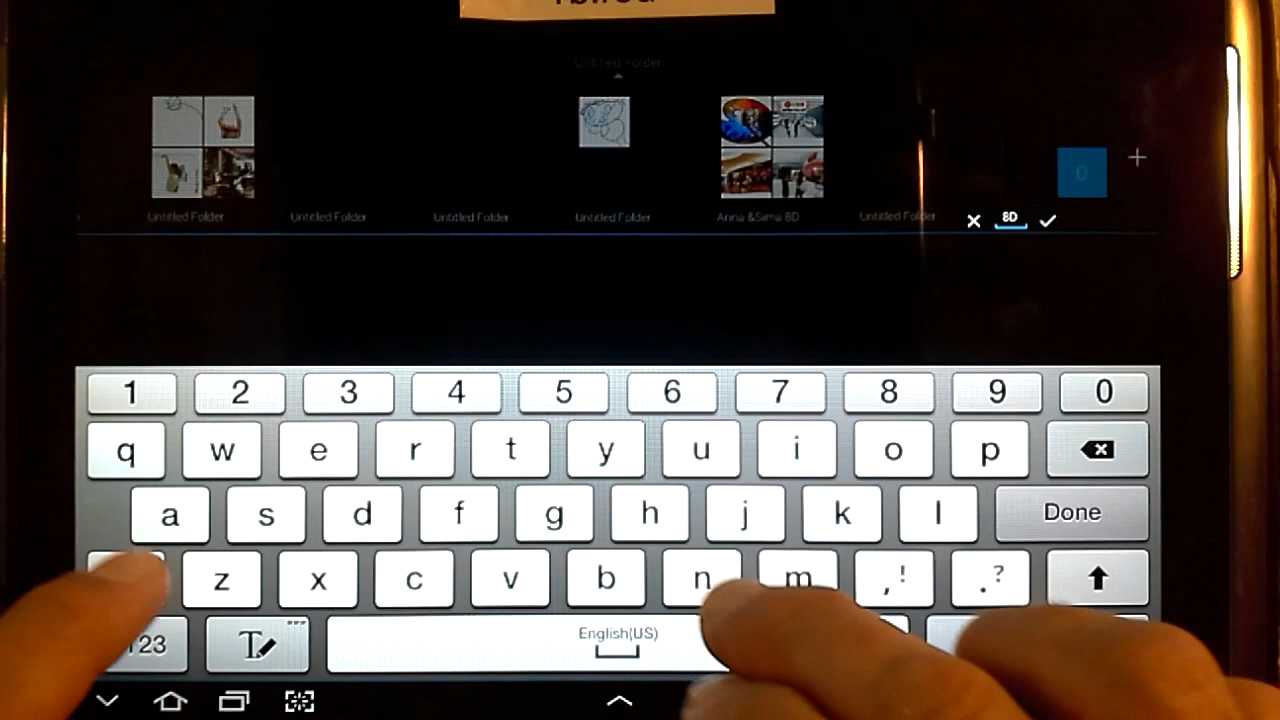 Untitled Folder
0
Untitled Folder
Untitled Folder
Untitled Folder
Untitled Folder
Anna &Sima 8D
Untitled Folder
8D
1 2 3 4 5 6 7 8 9 0
q w e r t y u i o p
a s d f g h j k l Done
z x c v b n m ,! .?
123 T English(US)